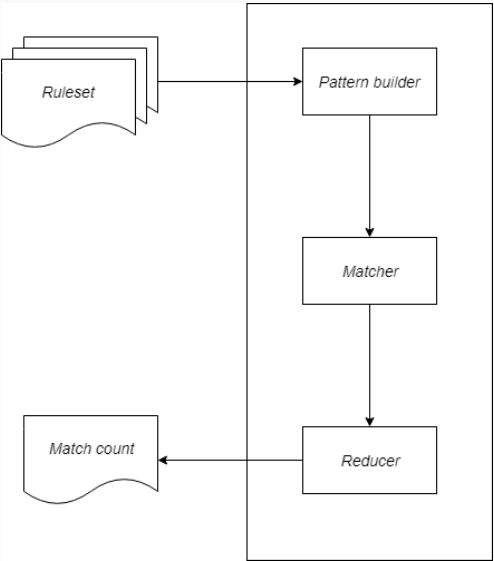 Ruleset
Pattern builder
Matcher
Match count
Reducer